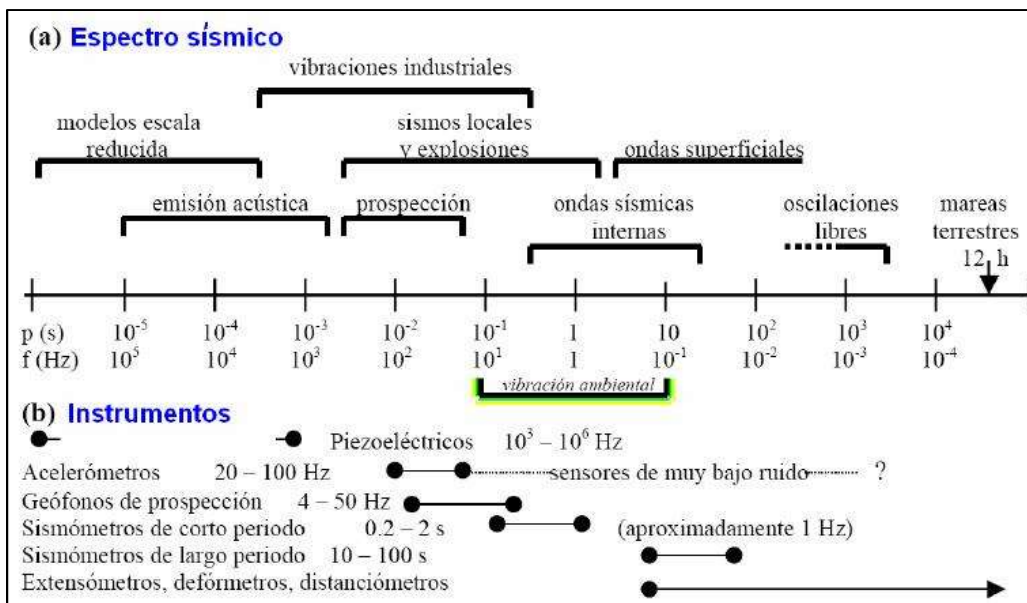 (a) Espectro sísmico
vibraciones industriales
modelos escala
reducida
sismos locales
y explosiones
ondas superficiales
emisión acústica
prospección
ondas sísmicas
internas
oscilaciones
libres
mareas
terrestres
12 h
p (s) 10⁻⁵ 10⁻⁴ 10⁻³ 10⁻² 10⁻¹ 1 10 10² 10³ 10⁴
f (Hz) 10⁵ 10⁴ 10³ 10² 10¹ 1 10⁻¹ 10⁻² 10⁻³ 10⁻⁴
vibración ambiental
(b) Instrumentos
Piezoeléctricos 10³ – 10⁶ Hz
Acelerómetros 20 – 100 Hz sensores de muy bajo ruido ?
Geófonos de prospección 4 – 50 Hz
Sismómetros de corto periodo 0.2 – 2 s (aproximadamente 1 Hz)
Sismómetros de largo periodo 10 – 100 s
Extensómetros, defórmetros, distanciómetros